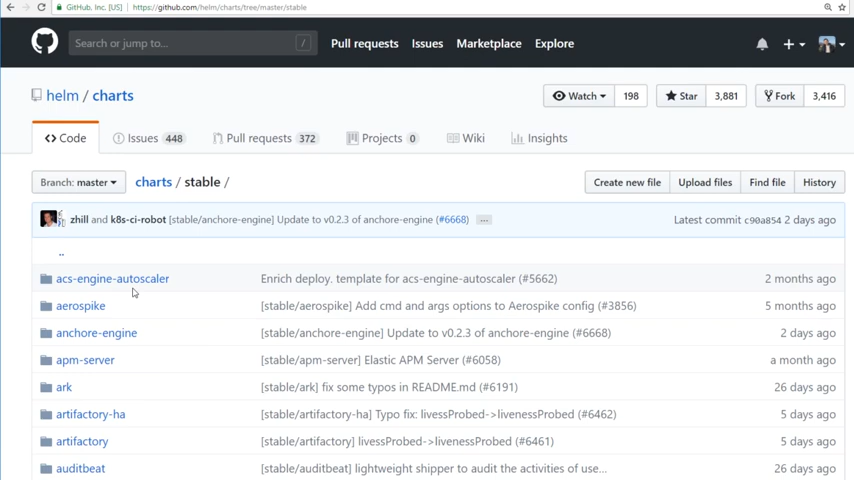 GitHub, Inc. [US] https://github.com/helm/charts/tree/master/stable
Search or jump to... / Pull requests Issues Marketplace Explore
helm / charts Watch 198 Star 3,881 Fork 3,416
Code Issues 448 Pull requests 372 Projects 0 Wiki Insights
Branch: master charts / stable / Create new file Upload files Find file History
zhill and k8s-ci-robot [stable/anchore-engine] Update to v0.2.3 of anchore-engine (#6668) ... Latest commit c90a854 2 days ago
..
acs-engine-autoscaler Enrich deploy. template for acs-engine-autoscaler (#5662) 2 months ago
aerospike [stable/aerospike] Add cmd and args options to Aerospike config (#3856) 5 months ago
anchore-engine [stable/anchore-engine] Update to v0.2.3 of anchore-engine (#6668) 2 days ago
apm-server [stable/apm-server] Elastic APM Server (#6058) a month ago
ark [stable/ark] fix some typos in README.md (#6191) 26 days ago
artifactory-ha [stable/artifactory-ha] Typo fix: livessProbed->livenessProbed (#6462) 5 days ago
artifactory [stable/artifactory] livessProbed->livenessProbed (#6461) 5 days ago
auditbeat [stable/auditbeat] lightweight shipper to audit the activities of use... 26 days ago